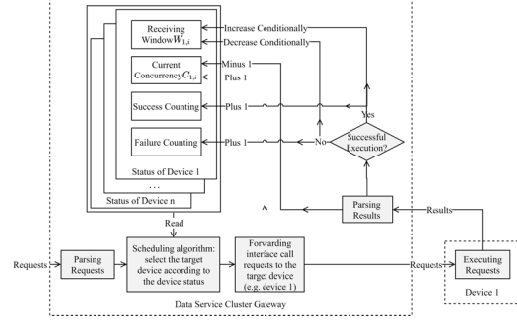 Receiving
Window W1,i
Increase Conditionally
Decrease Conditionally
Current
Concurrency C1,i
Minus 1
Plus 1
Success Counting
Plus 1
Yes
Failure Counting
Plus 1
No
Successful
Execution?
Status of Device 1
...
Status of Device n
Parsing
Results
Results
Read
Requests
Parsing
Requests
Scheduling algorithm:
select the target
device according to
the device status
Forvarding
interface call
requests to the
target device
(e.g. device 1)
Requests
Executing
Requests
Device 1
Data Service Cluster Gateway